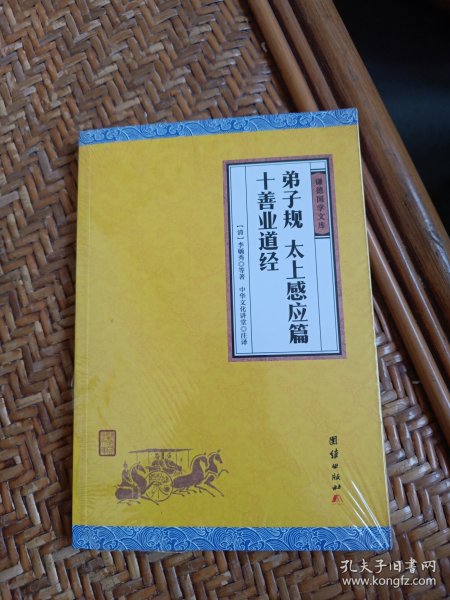 谦德国学文库
弟子规 太上感应篇
十善业道经
[清]李毓秀◎等著
中华文化讲堂◎注译
团结出版社
孔夫子旧书网
www.kongfz.com